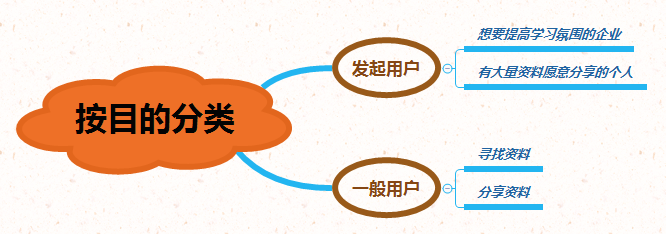 按目的分类
发起用户
想要提高学习氛围的企业
有大量资料愿意分享的个人
一般用户
寻找资料
分享资料